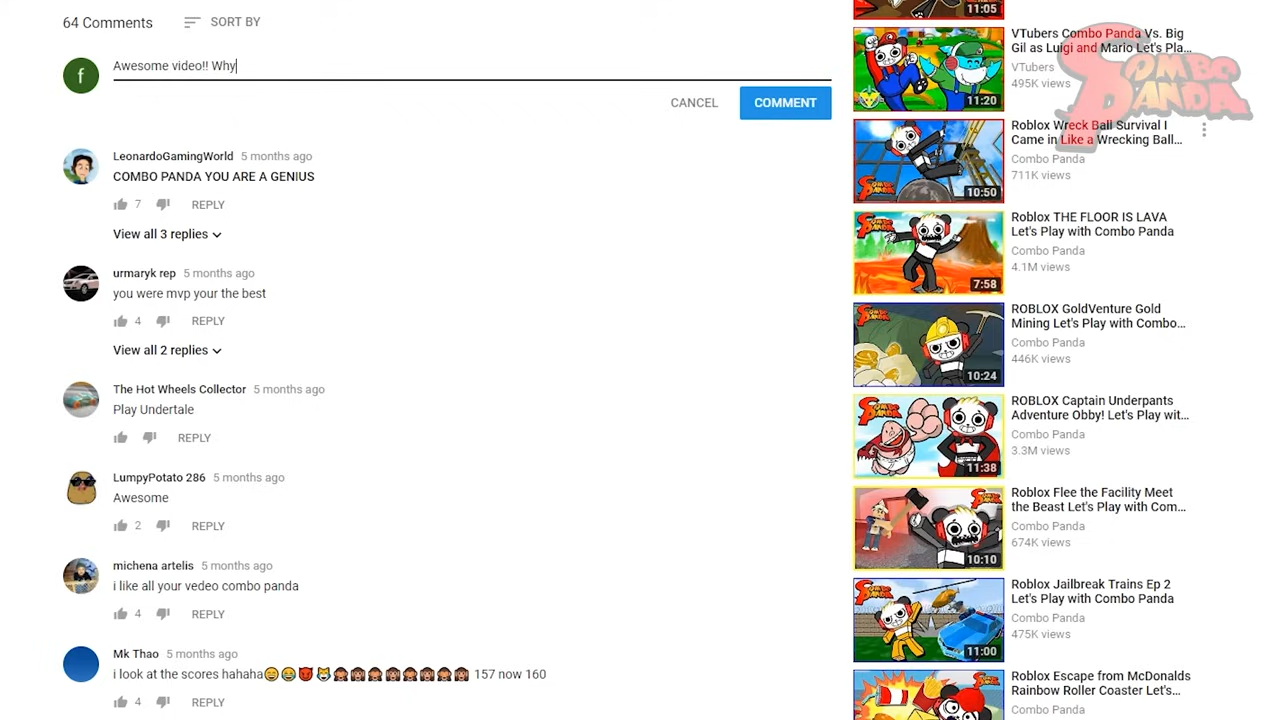 64 Comments
SORT BY
f
Awesome video!! Why
CANCEL
COMMENT
LeonardoGamingWorld 5 months ago
COMBO PANDA YOU ARE A GENIUS
7 REPLY
View all 3 replies
urmaryk rep 5 months ago
you were mvp your the best
4 REPLY
View all 2 replies
The Hot Wheels Collector 5 months ago
Play Undertale
REPLY
LumpyPotato 286 5 months ago
Awesome
2 REPLY
michena artelis 5 months ago
i like all your vedeo combo panda
4 REPLY
Mk Thao 5 months ago
i look at the scores hahaha😄😂😈😺🙈🙉🙈🙉🙈🙉🙈🙉 157 now 160
4 REPLY
11:05
VTubers Combo Panda Vs. Big
Gil as Luigi and Mario Let's Pla...
VTubers
495K views
11:20
COMBO
PANDA
Roblox Wreck Ball Survival I
Came in Like a Wrecking Ball...
Combo Panda
711K views
10:50
Roblox THE FLOOR IS LAVA
Let's Play with Combo Panda
Combo Panda
4.1M views
7:58
ROBLOX GoldVenture Gold
Mining Let's Play with Combo...
Combo Panda
446K views
10:24
ROBLOX Captain Underpants
Adventure Obby! Let's Play wit...
Combo Panda
3.3M views
11:38
Roblox Flee the Facility Meet
the Beast Let's Play with Com...
Combo Panda
674K views
10:10
Roblox Jailbreak Trains Ep 2
Let's Play with Combo Panda
Combo Panda
475K views
11:00
Roblox Escape from McDonalds
Rainbow Roller Coaster Let's...
Combo Panda